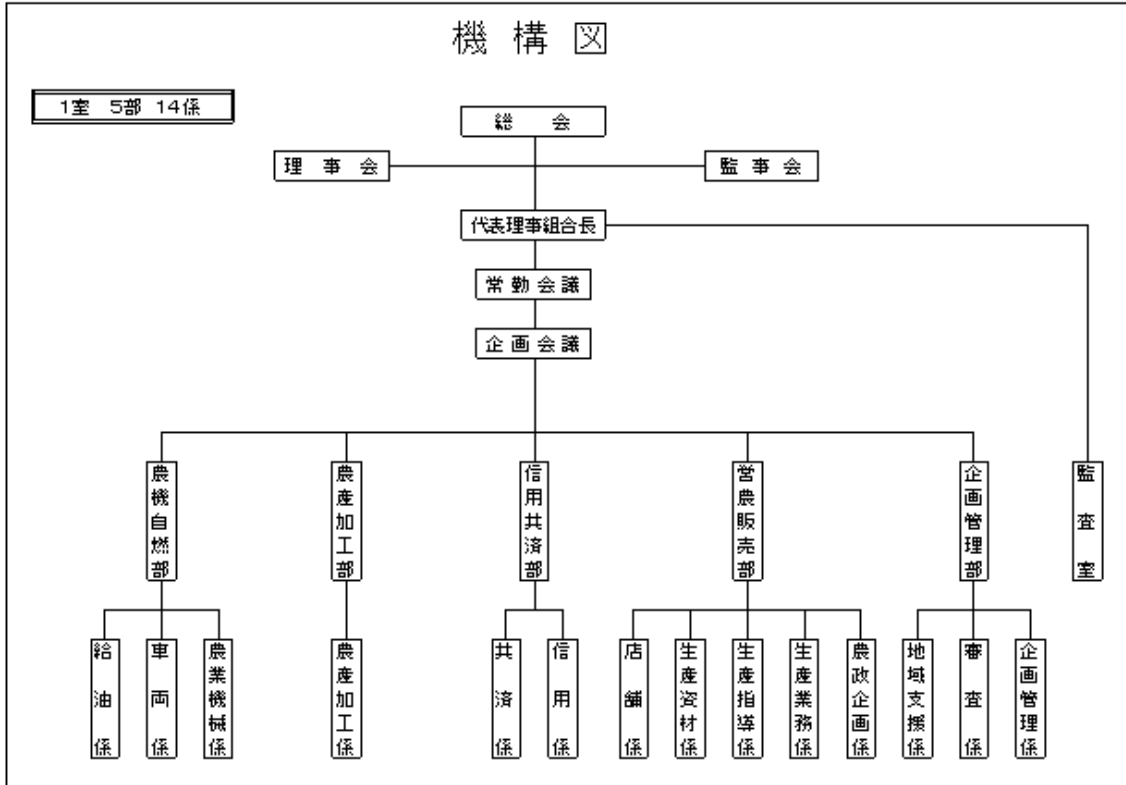 機構図
1室 5部 14係
総会
理事会
監事会
代表理事組合長
常勤会議
企画会議
農機自燃部
農産加工部
信用共済部
営農販売部
企画管理部
監査室
給油係
車両係
農業機械係
農産加工係
共済係
信用係
店舗係
生産資材係
生産指導係
生産業務係
農政企画係
地域支援係
審査係
企画管理係